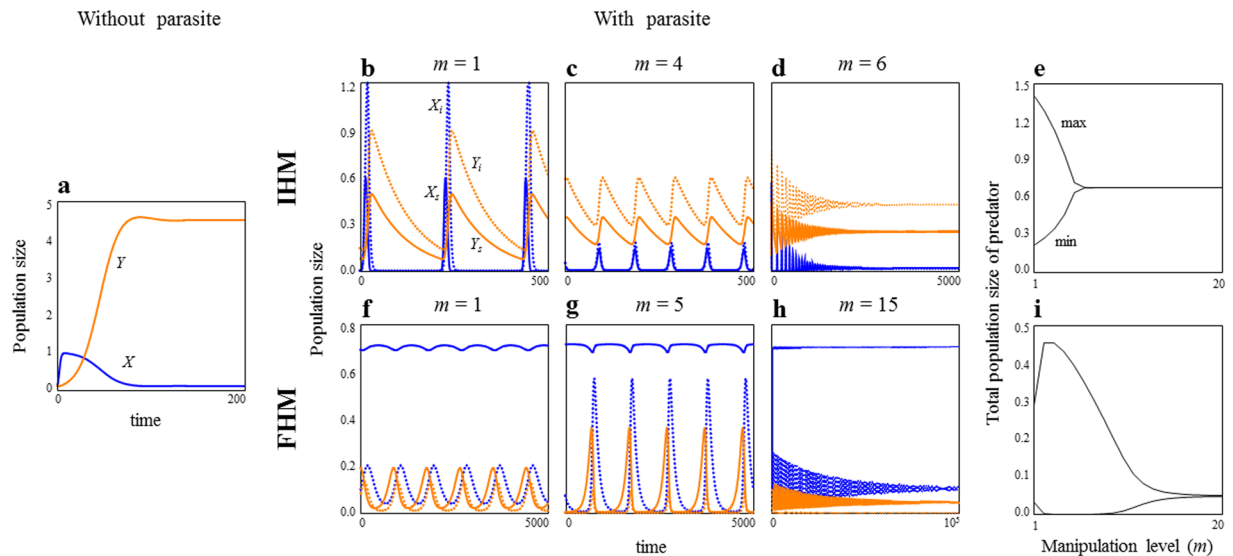 Without parasite
With parasite
IHM
FHM
a
Population size
5
4
3
2
1
0
Y
X
0
200
time
Population size
b
m = 1
1.2
0.9
0.6
0.3
0.0
Xi
Yi
Xs
Ys
0
500
c
m = 4
0
500
d
m = 6
0
5000
e
1.5
1.2
0.9
0.6
0.3
0.0
max
min
1
20
f
m = 1
0.8
0.6
0.4
0.2
0.0
0
5000
g
m = 5
0
5000
h
m = 15
0
10⁵
time
Total population size of predator
i
0.5
0.4
0.3
0.2
0.1
0.0
1
20
Manipulation level (m)